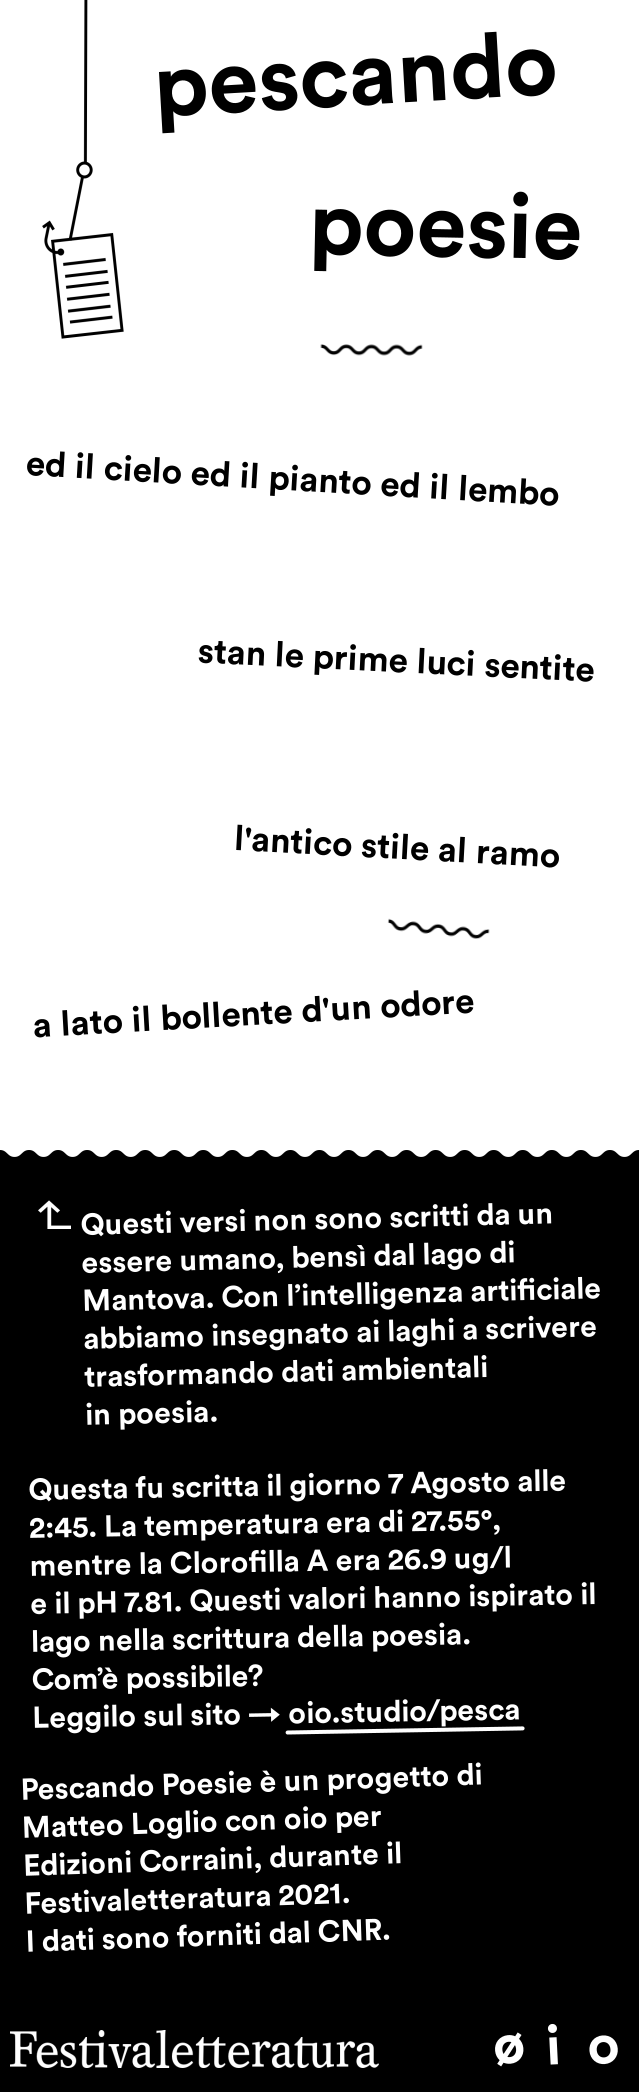 pescando
poesie
ed il cielo ed il pianto ed il lembo
stan le prime luci sentite
l'antico stile al ramo
a lato il bollente d'un odore
Questi versi non sono scritti da un
essere umano, bensì dal lago di
Mantova. Con l’intelligenza artificiale
abbiamo insegnato ai laghi a scrivere
trasformando dati ambientali
in poesia.
Questa fu scritta il giorno 7 Agosto alle
2:45. La temperatura era di 27.55°,
mentre la Clorofilla A era 26.9 ug/l
e il pH 7.81. Questi valori hanno ispirato il
lago nella scrittura della poesia.
Com’è possibile?
Leggilo sul sito → oio.studio/pesca
Pescando Poesie è un progetto di
Matteo Loglio con oio per
Edizioni Corraini, durante il
Festivaletteratura 2021.
I dati sono forniti dal CNR.
Festivaletteratura øio